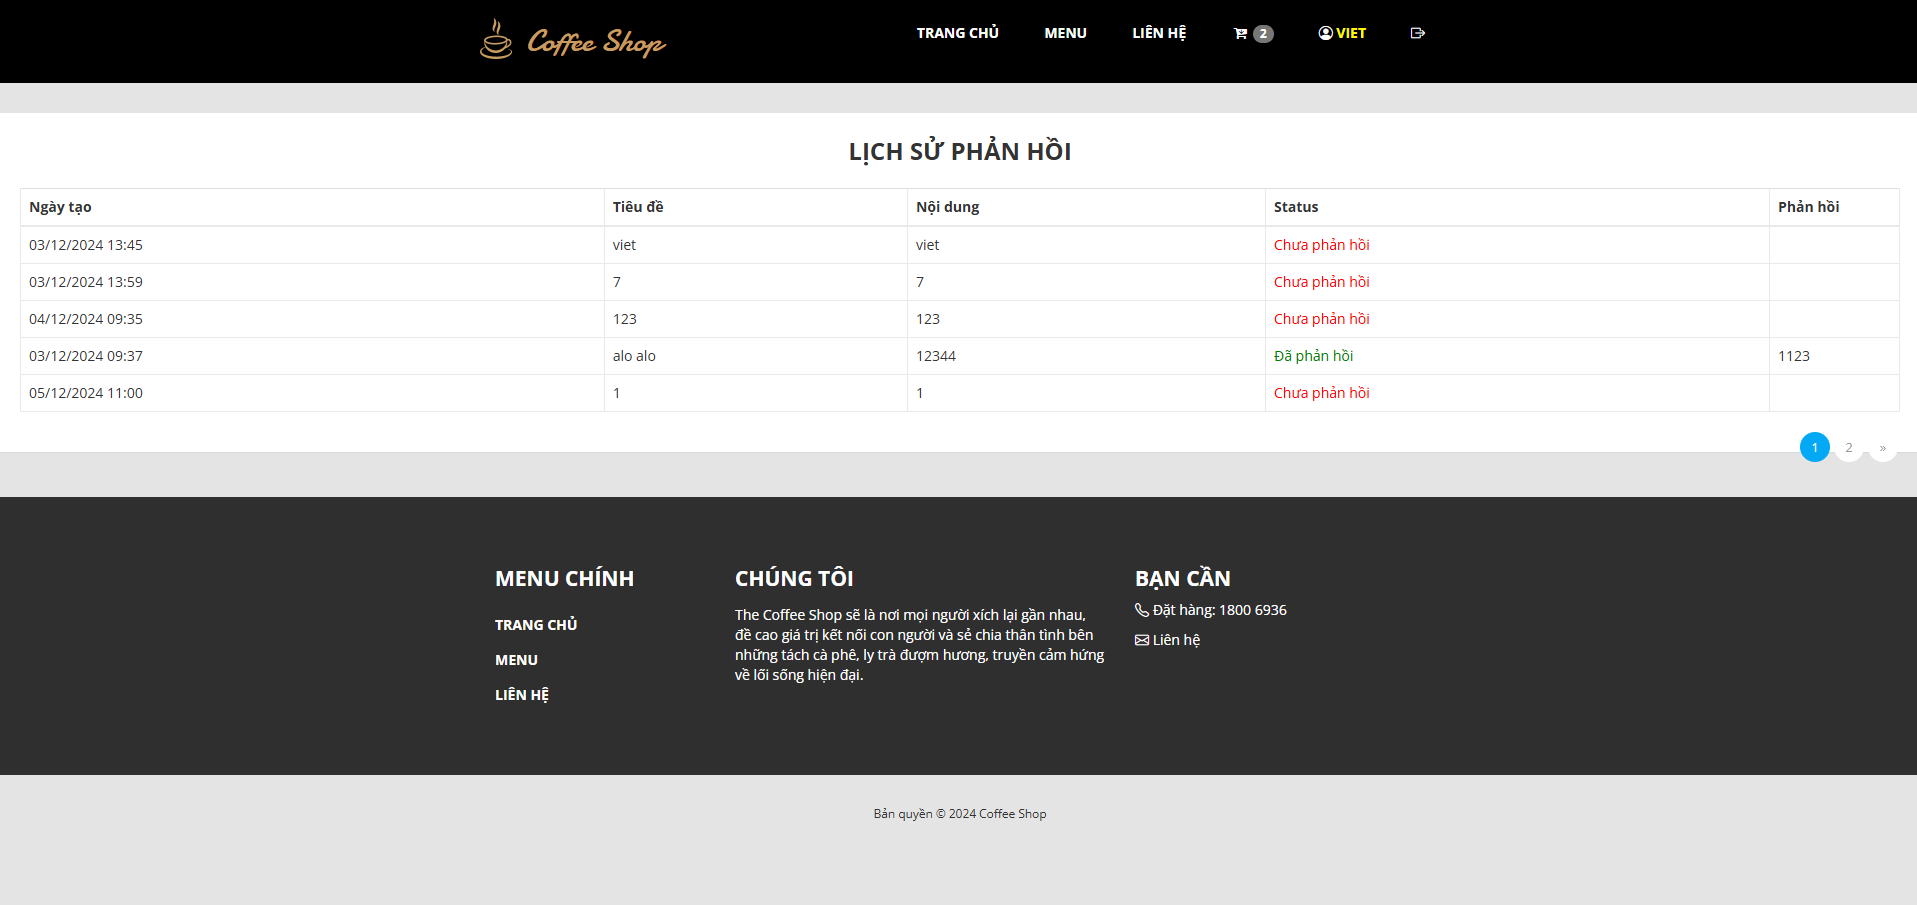 Coffee Shop
TRANG CHỦ MENU LIÊN HỆ 2 VIET
LỊCH SỬ PHẢN HỒI
Ngày tạo Tiêu đề Nội dung Status Phản hồi
03/12/2024 13:45 viet viet Chưa phản hồi
03/12/2024 13:59 7 7 Chưa phản hồi
04/12/2024 09:35 123 123 Chưa phản hồi
03/12/2024 09:37 alo alo 12344 Đã phản hồi 1123
05/12/2024 11:00 1 1 Chưa phản hồi
1 2 »
MENU CHÍNH
TRANG CHỦ
MENU
LIÊN HỆ
CHÚNG TÔI
The Coffee Shop sẽ là nơi mọi người xích lại gần nhau,
đề cao giá trị kết nối con người và sẻ chia thân tình bên
những tách cà phê, ly trà đượm hương, truyền cảm hứng
về lối sống hiện đại.
BẠN CẦN
Đặt hàng: 1800 6936
Liên hệ
Bản quyền © 2024 Coffee Shop